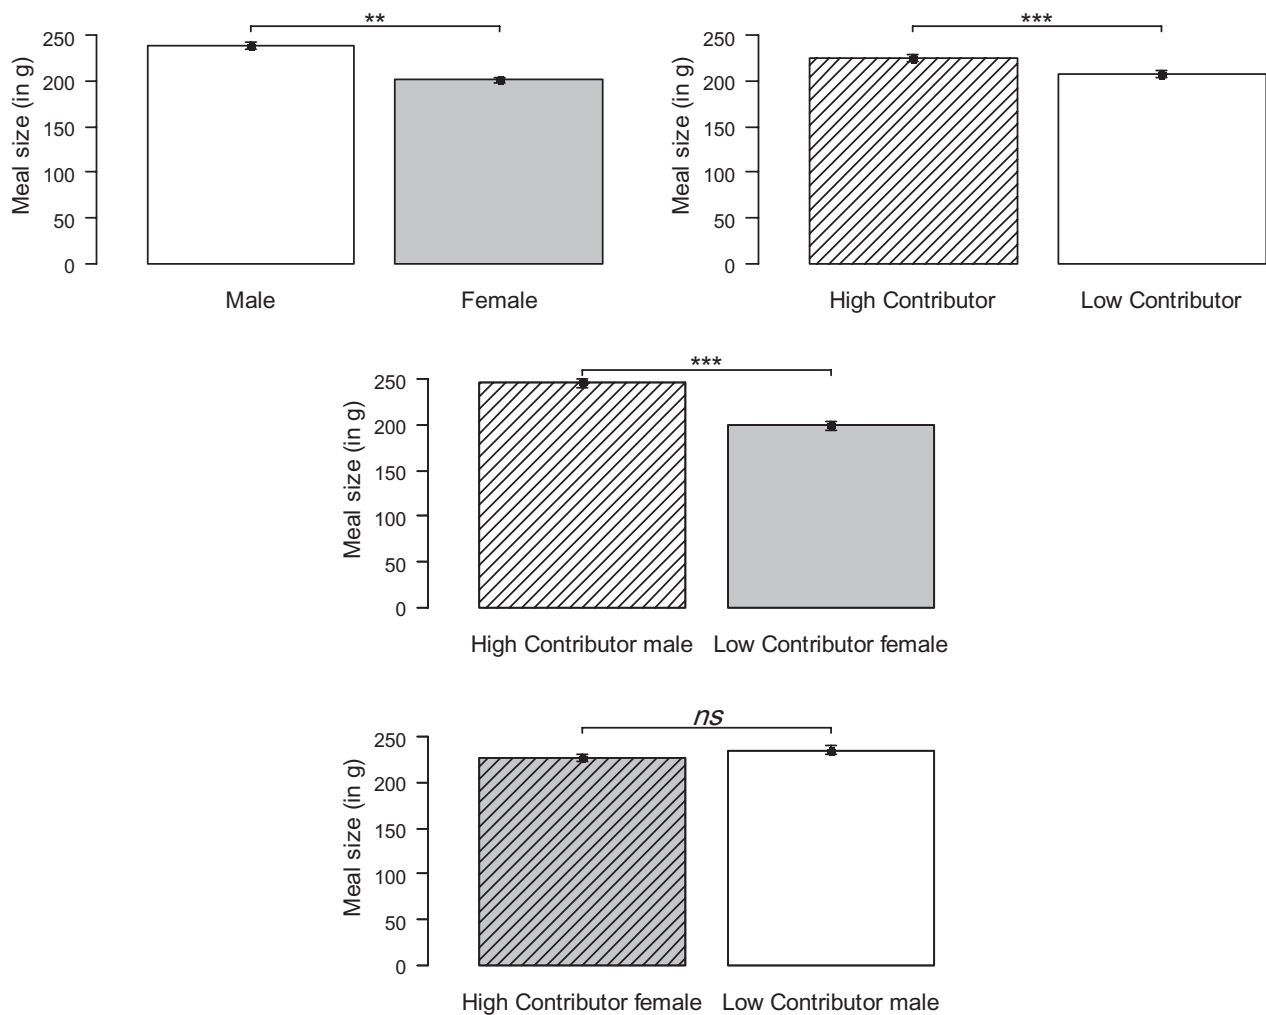 **
250
200
150
100
50
0
Meal size (in g)
Male
Female
***
250
200
150
100
50
0
Meal size (in g)
High Contributor
Low Contributor
***
250
200
150
100
50
0
Meal size (in g)
High Contributor male
Low Contributor female
ns
250
200
150
100
50
0
Meal size (in g)
High Contributor female
Low Contributor male